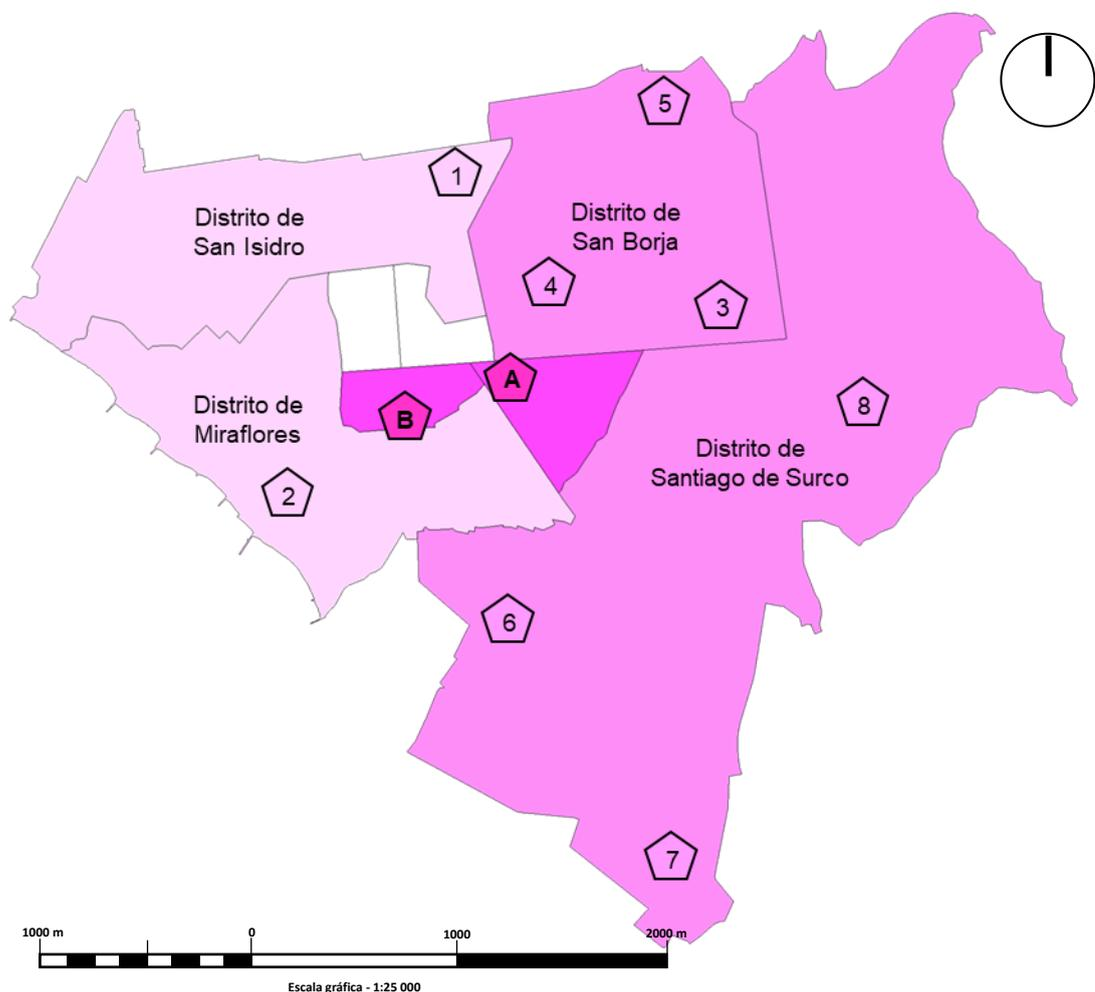 5
1
Distrito de
San Isidro
Distrito de
San Borja
4
3
A
B
8
Distrito de
Miraflores
Distrito de
Santiago de Surco
2
6
7
1000 m 0 1000 2000 m
Escala gráfica - 1:25 000